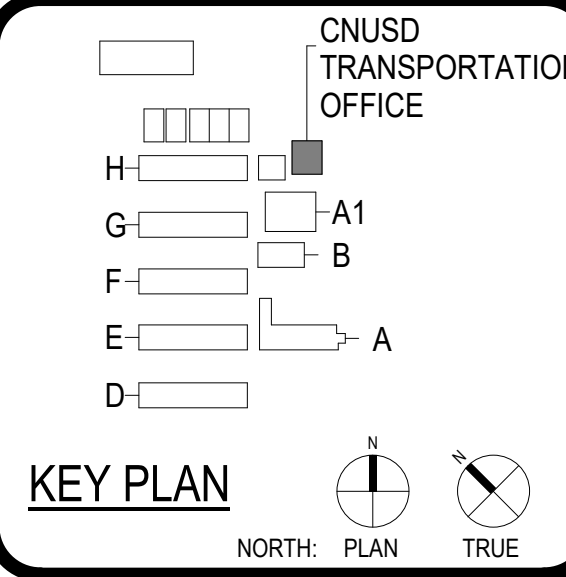 CNUSD
TRANSPORTATION
OFFICE
H
A1
G
B
F
E
A
D
KEY PLAN
N
N
NORTH: PLAN TRUE